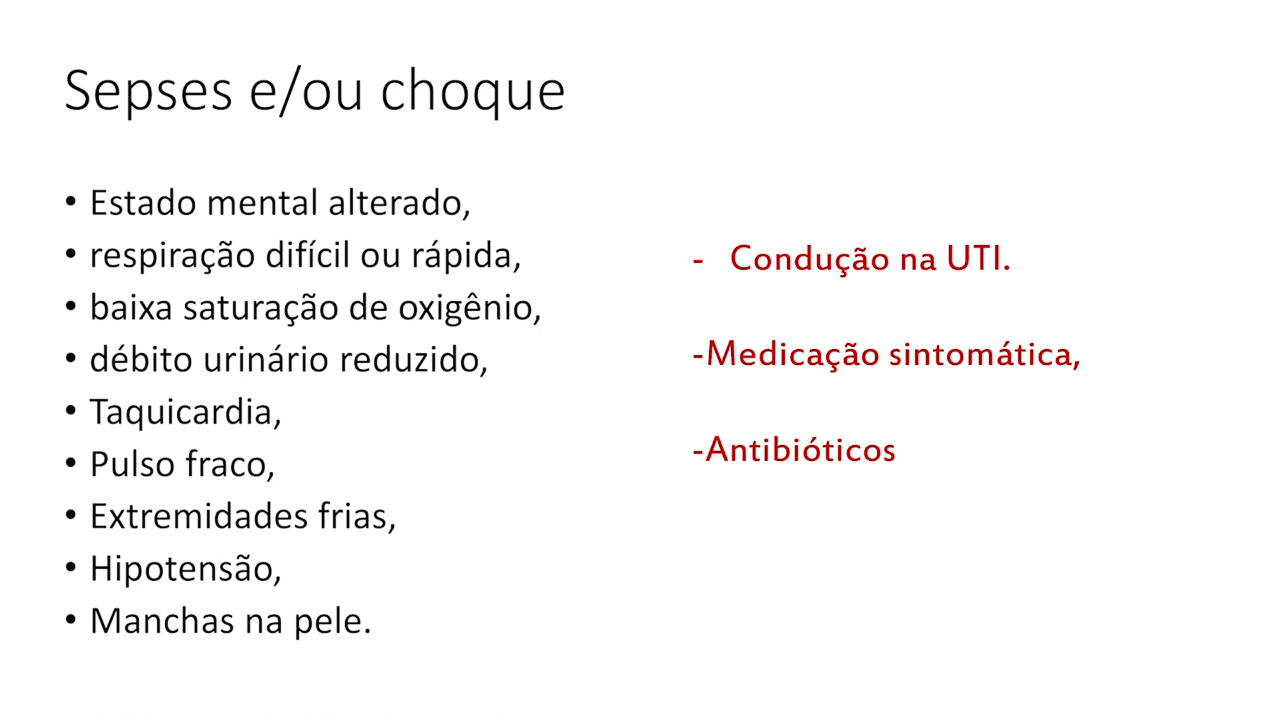 Sepses e/ou choque
• Estado mental alterado,
• respiração difícil ou rápida,
• baixa saturação de oxigênio,
• débito urinário reduzido,
• Taquicardia,
• Pulso fraco,
• Extremidades frias,
• Hipotensão,
• Manchas na pele.
- Condução na UTI.
-Medicação sintomática,
-Antibióticos